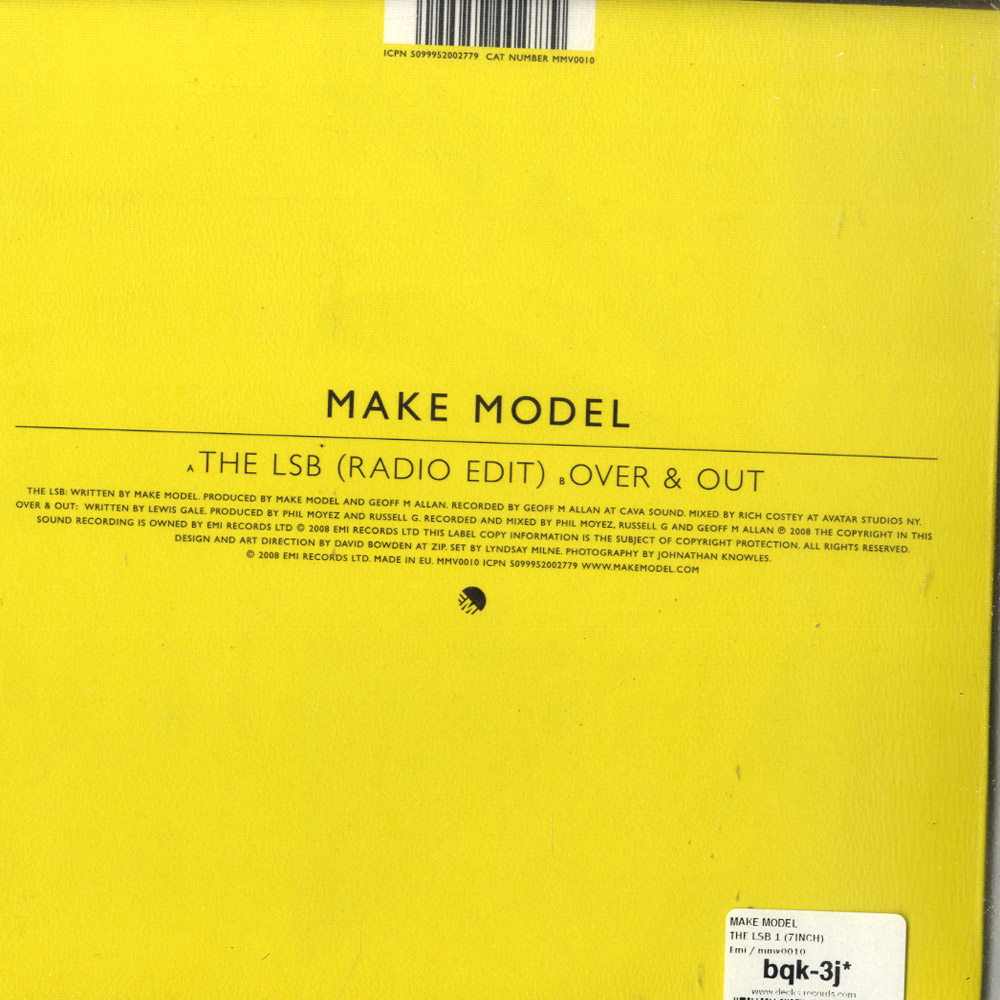 ICPN 5099952002779 CAT NUMBER MMV0010
MAKE MODEL
A THE LSB (RADIO EDIT) B OVER & OUT
THE LSB: WRITTEN BY MAKE MODEL. PRODUCED BY MAKE MODEL AND GEOFF M ALLAN. RECORDED BY GEOFF M ALLAN AT CAVA SOUND. MIXED BY RICH COSTEY AT AVATAR STUDIOS NY.
OVER & OUT: WRITTEN BY LEWIS GALE. PRODUCED BY PHIL MOYEZ AND RUSSELL G. RECORDED AND MIXED BY PHIL MOYEZ, RUSSELL G AND GEOFF M ALLAN ℗ 2008 THE COPYRIGHT IN THIS
SOUND RECORDING IS OWNED BY EMI RECORDS LTD © 2008 EMI RECORDS LTD THIS LABEL COPY INFORMATION IS THE SUBJECT OF COPYRIGHT PROTECTION. ALL RIGHTS RESERVED.
DESIGN AND ART DIRECTION BY DAVID BOWDEN AT ZIP. SET BY LYNDSAY MILNE. PHOTOGRAPHY BY JOHNATHAN KNOWLES.
© 2008 EMI RECORDS LTD. MADE IN EU. MMV0010 ICPN 5099952002779 WWW.MAKEMODEL.COM
EMI
MAKE MODEL
THE LSB 1 (7INCH)
Emi / mmv0010
bqk-3j*
www.decks-records.com